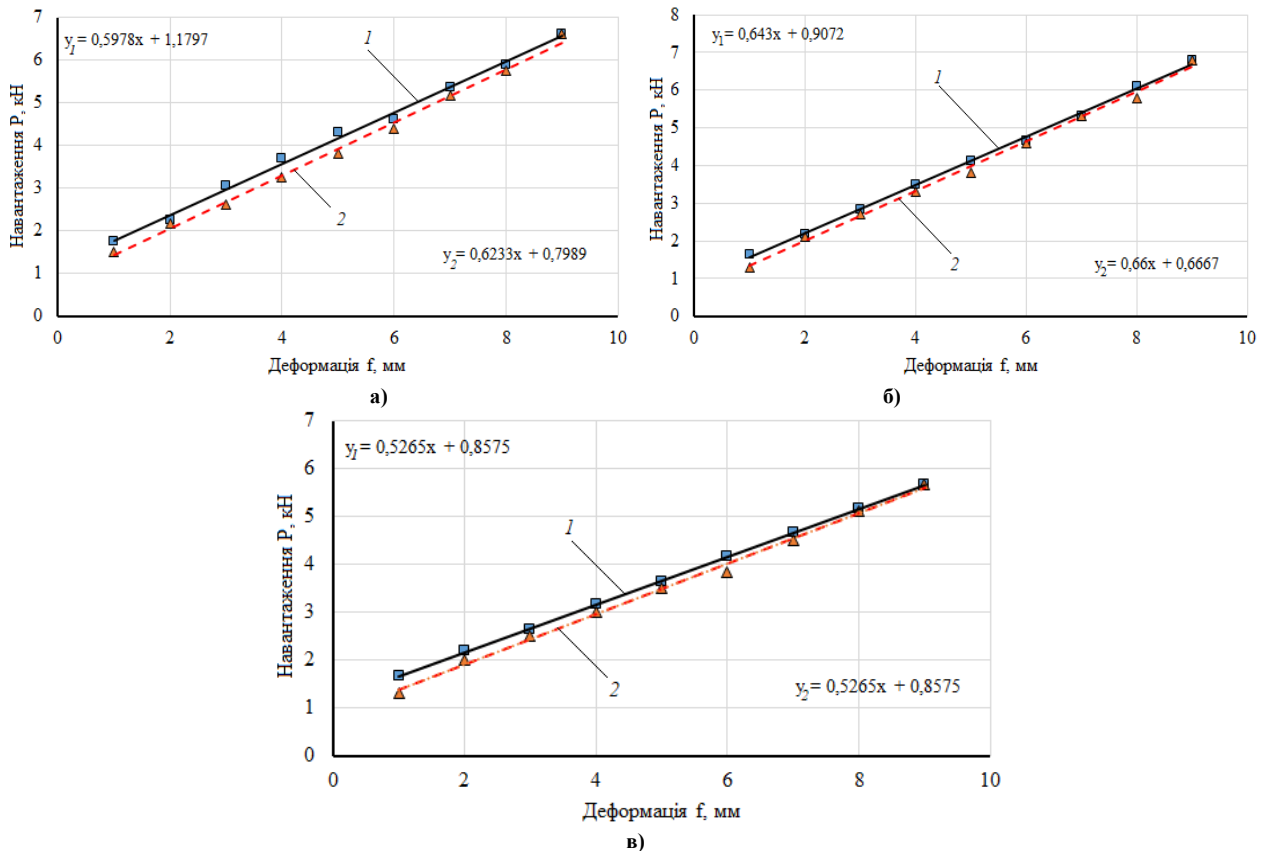 y1= 0,5978x + 1,1797
1
2
y2= 0,6233x + 0,7989
Навантаження P, кН
7
6
5
4
3
2
1
0
0 2 4 6 8 10
Деформація f, мм
а)
y1= 0,643x + 0,9072
1
2
y2= 0,66x + 0,6667
Навантаження P, кН
8
7
6
5
4
3
2
1
0
0 2 4 6 8 10
Деформація f, мм
б)
y1= 0,5265x + 0,8575
1
2
y2= 0,5265x + 0,8575
Навантаження P, кН
7
6
5
4
3
2
1
0
0 2 4 6 8 10
Деформація f, мм
в)